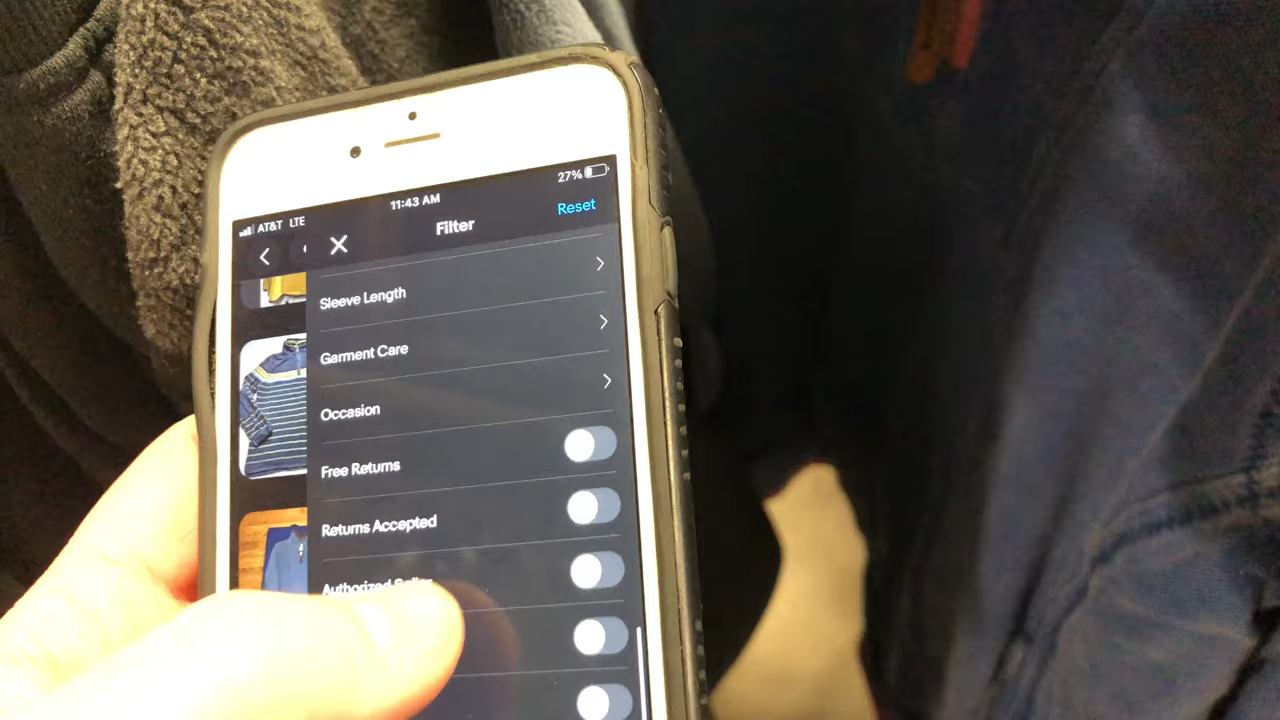 27%
11:43 AM
AT&T LTE
Reset
Filter
Sleeve Length
Garment Care
Occasion
Free Returns
Returns Accepted
Authorized Seller